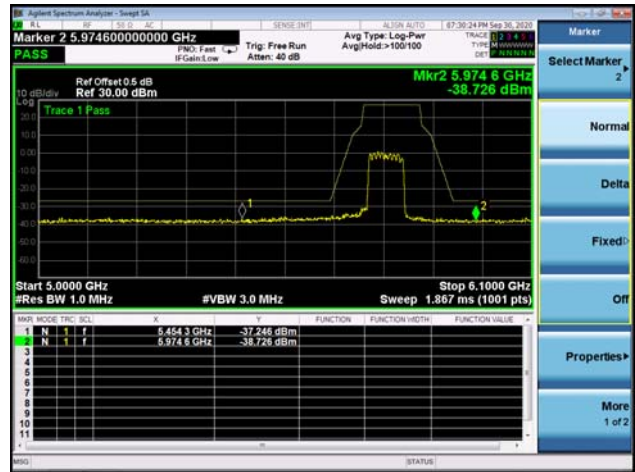 Agilent Spectrum Analyzer - Swept SA
RL RF 50 Ω AC SENSE:INT ALIGN AUTO 07:30:24 PM Sep 30, 2020
Marker 2 5.974600000000 GHz
PASS
PNO: Fast
IFGain:Low
Trig: Free Run
Atten: 40 dB
Avg Type: Log-Pwr
Avg|Hold:>100/100
TRACE 1 2 3 4 5 6
TYPE M
DET P N N N N N
Ref Offset 0.5 dB
10 dB/div Ref 30.00 dBm
Log
Mkr2 5.974 6 GHz
-38.726 dBm
Trace 1 Pass
20.0
10.0
0.00
-10.0
-20.0
-30.0
-40.0
-50.0
-60.0
1
2
Start 5.0000 GHz
#Res BW 1.0 MHz
#VBW 3.0 MHz
Stop 6.1000 GHz
Sweep 1.867 ms (1001 pts)
MKR MODE TRC SCL X Y FUNCTION FUNCTION WIDTH FUNCTION VALUE
1 N 1 f 5.454 3 GHz -37.246 dBm
2 N 1 f 5.974 6 GHz -38.726 dBm
3
4
5
6
7
8
9
10
11
MSG
STATUS
Marker
Select Marker
2
Normal
Delta
Fixed
Off
Properties
More
1 of 2